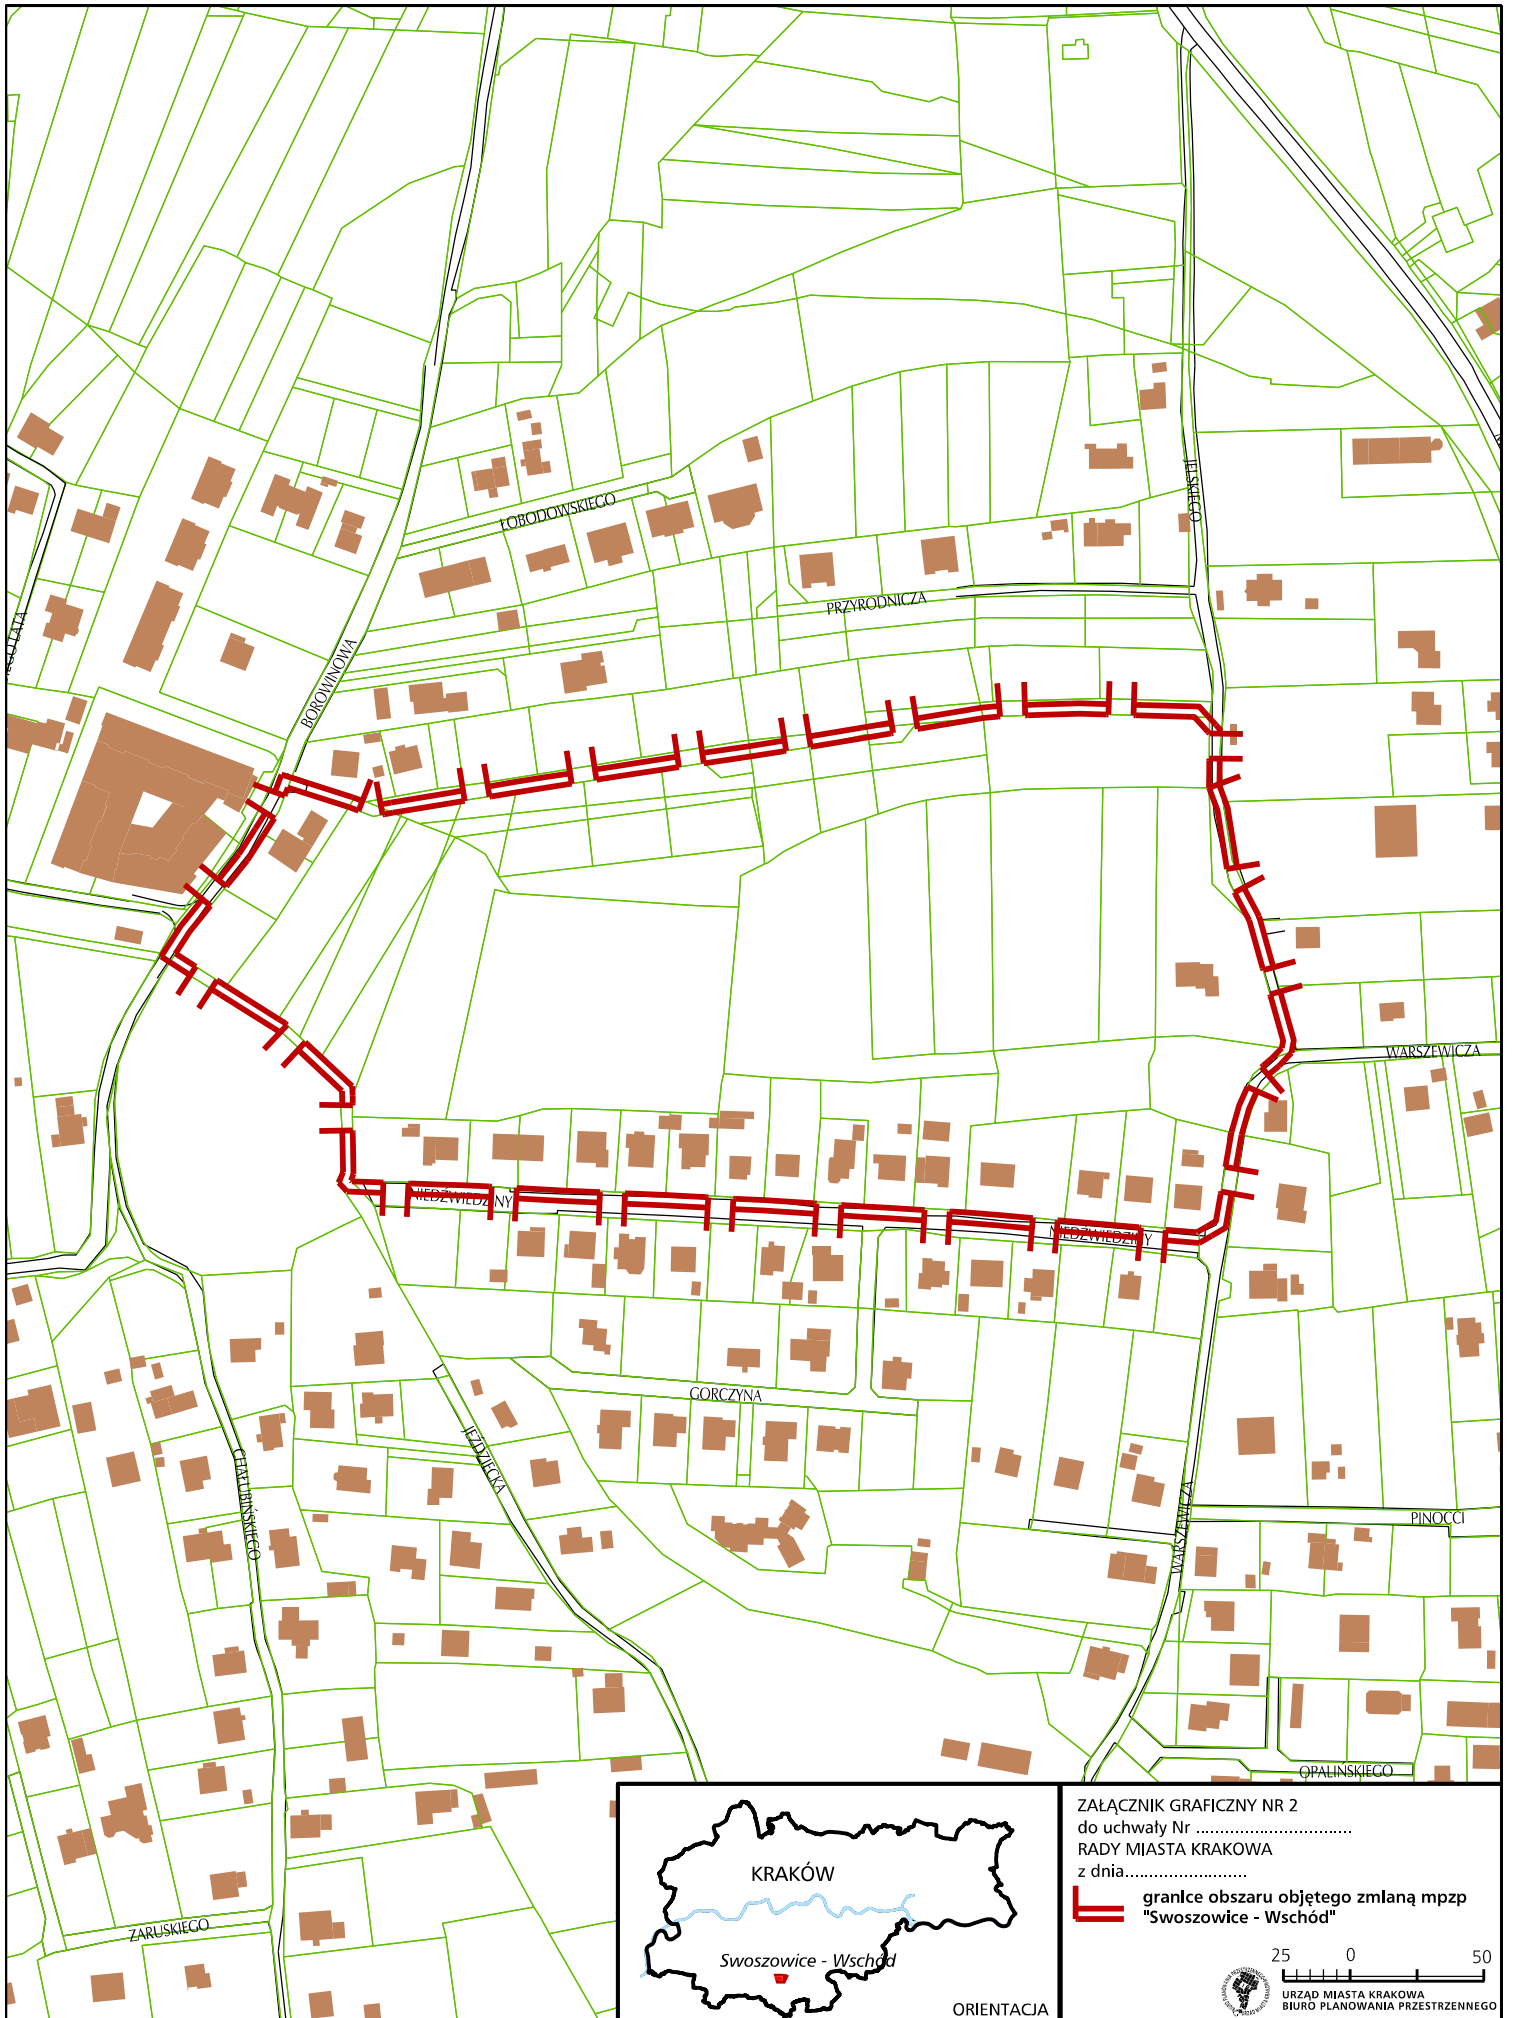 ŁOBODOWSKIEGO
JELSKIEGO
PRZYRODNICZA
BOROWINOWA
WARSZEWICZA
NIEDŹWIEDZINY
NIEDŹWIEDZINY
GORCZYNA
JEŹDZIECKA
CHAŁUBIŃSKIEGO
WARSZEWICZA
PINOCCI
OPALIŃSKIEGO
ZARUSKIEGO
KRAKÓW
Swoszowice - Wschód
ORIENTACJA
ZAŁĄCZNIK GRAFICZNY NR 2
do uchwały Nr ................................
RADY MIASTA KRAKOWA
z dnia.........................
granice obszaru objętego zmianą mpzp
"Swoszowice - Wschód"
25 0 50
URZĄD MIASTA KRAKOWA
BIURO PLANOWANIA PRZESTRZENNEGO